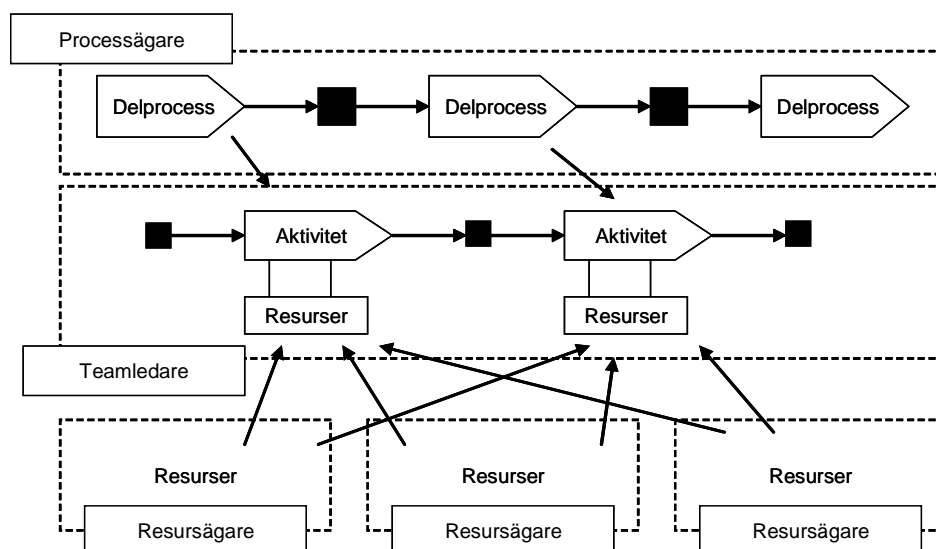 Processägare
Delprocess
Delprocess
Delprocess
Aktivitet
Aktivitet
Resurser
Resurser
Teamledare
Resurser
Resurser
Resurser
Resursägare
Resursägare
Resursägare